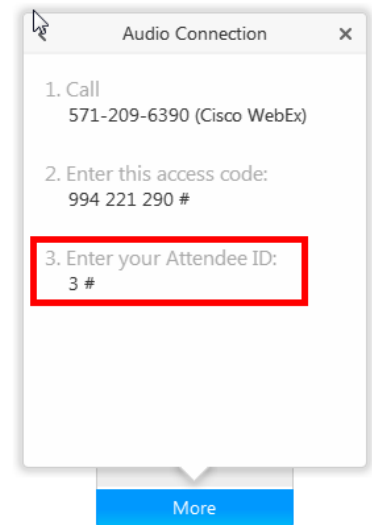 Audio Connection ×
1. Call
571-209-6390 (Cisco WebEx)
2. Enter this access code:
994 221 290 #
3. Enter your Attendee ID:
3 #
More